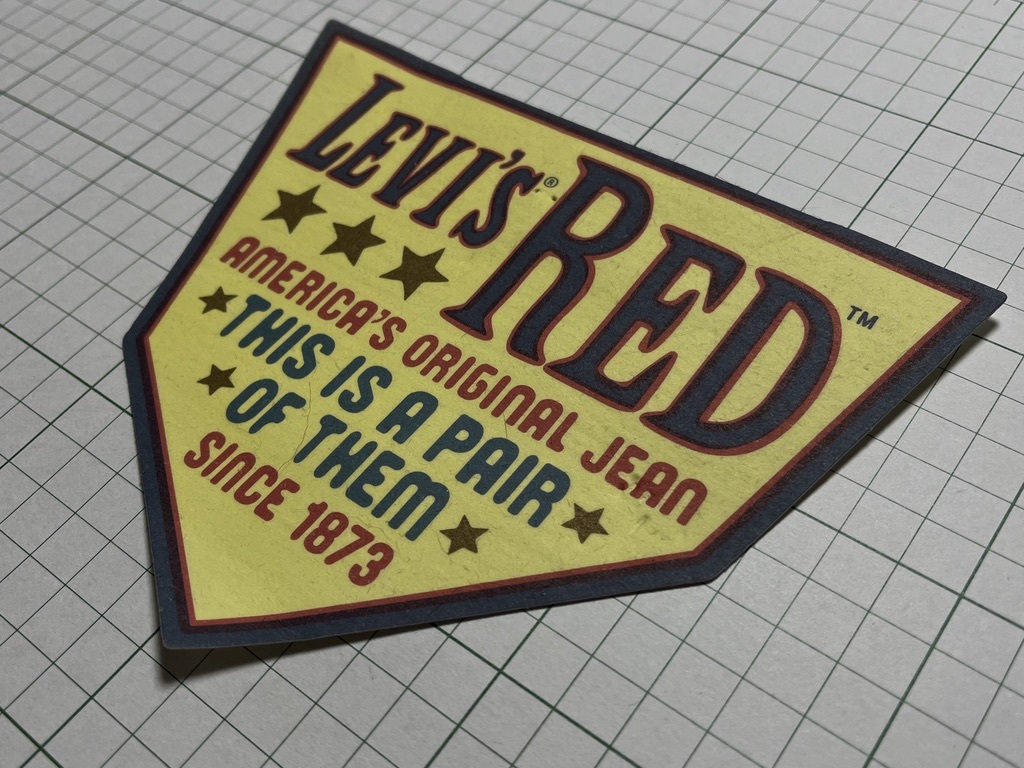 LEVI'S® RED™
AMERICA'S ORIGINAL JEAN
THIS IS A PAIR
OF THEM
SINCE 1873